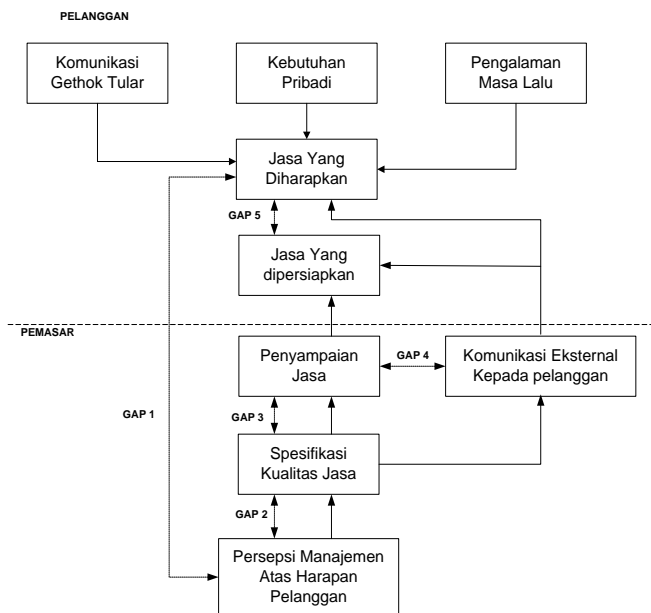 PELANGGAN
Komunikasi
Gethok Tular
Kebutuhan
Pribadi
Pengalaman
Masa Lalu
Jasa Yang
Diharapkan
GAP 5
Jasa Yang
dipersiapkan
PEMASAR
Penyampaian
Jasa
GAP 4
Komunikasi Eksternal
Kepada pelanggan
GAP 1
GAP 3
Spesifikasi
Kualitas Jasa
GAP 2
Persepsi Manajemen
Atas Harapan
Pelanggan